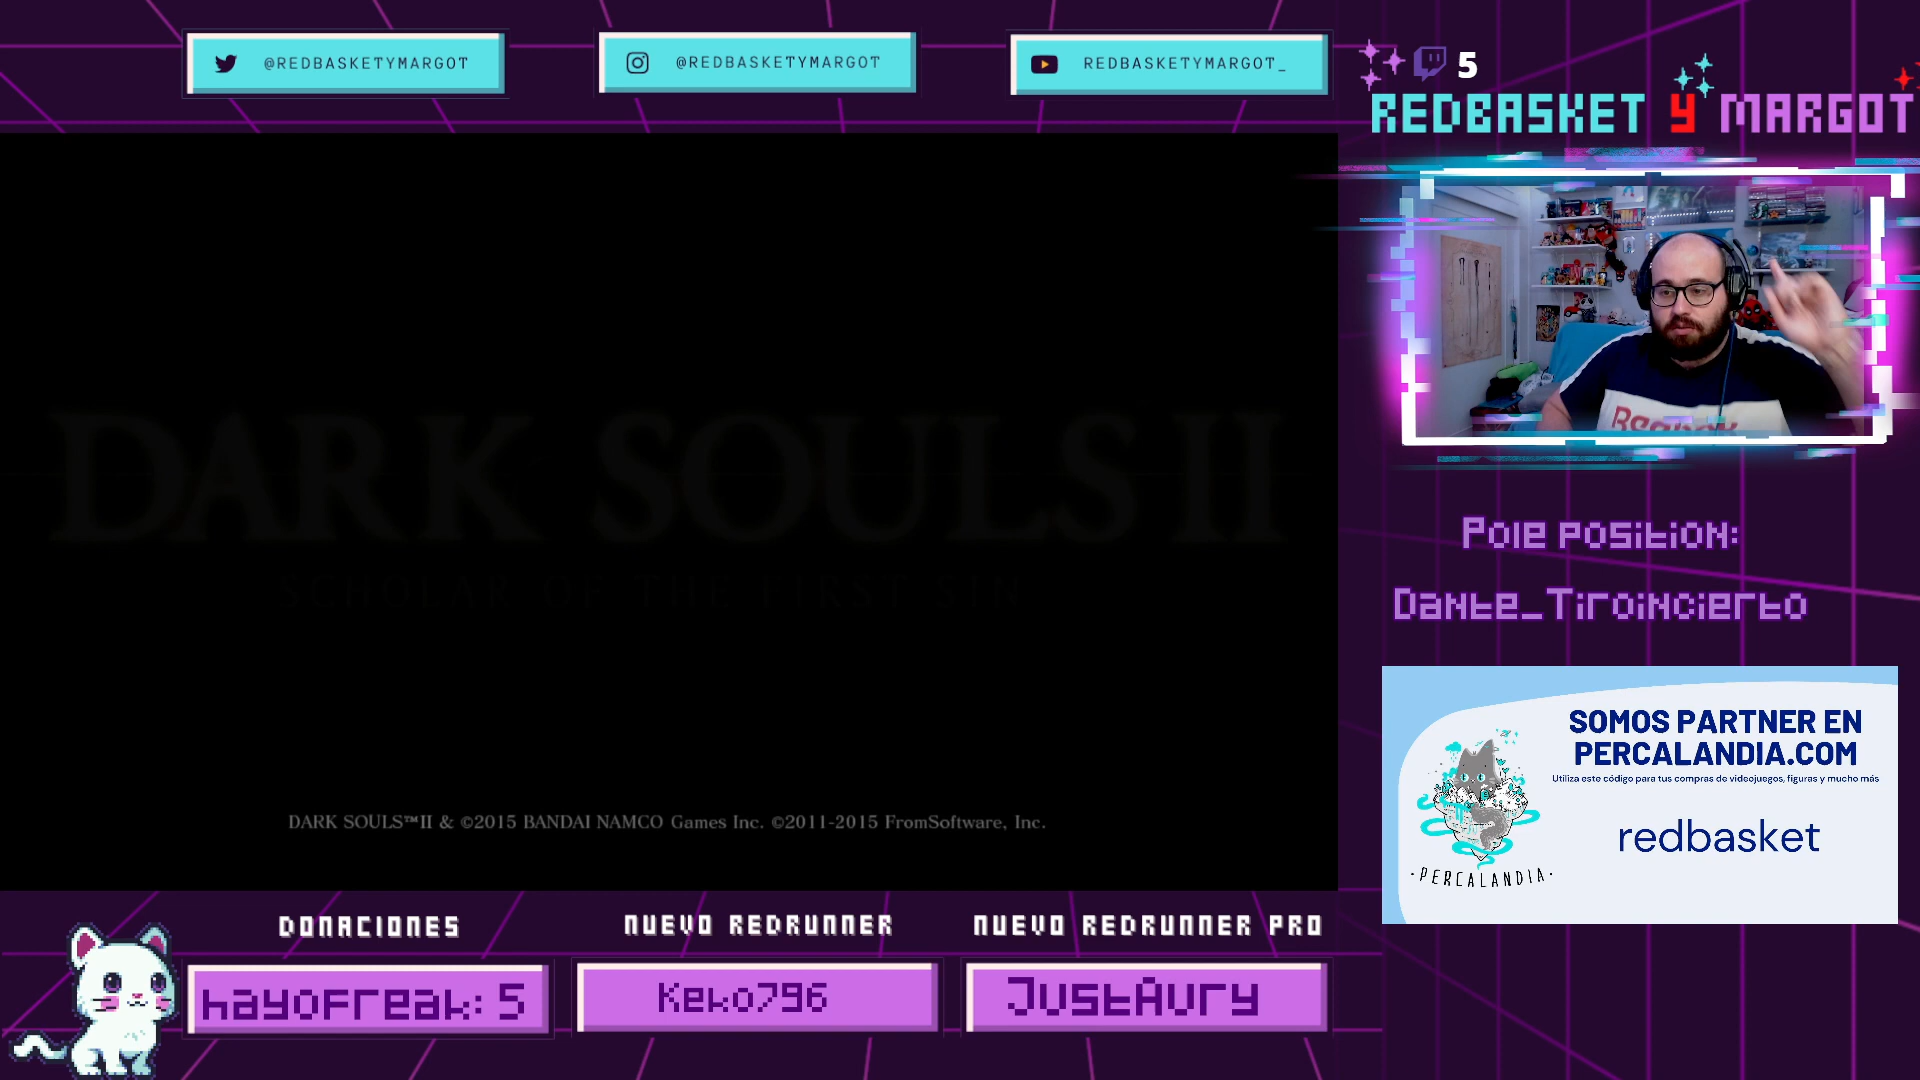 @REDBASKETYMARGOT
@REDBASKETYMARGOT
REDBASKETYMARGOT_
5
REDBASKET Y MARGOT
DARK SOULS II
SCHOLAR OF THE FIRST SIN
DARK SOULS™II & ©2015 BANDAI NAMCO Games Inc. ©2011-2015 FromSoftware, Inc.
Reebok
Pole position:
Dante_Tiroincierto
SOMOS PARTNER EN
PERCALANDIA.COM
Utiliza este código para tus compras de videojuegos, figuras y mucho más
redbasket
·PERCALANDIA·
DONACIONES
hayofreak: 5
NUEVO REDRUNNER
Keko796
NUEVO REDRUNNER PRO
JustAury